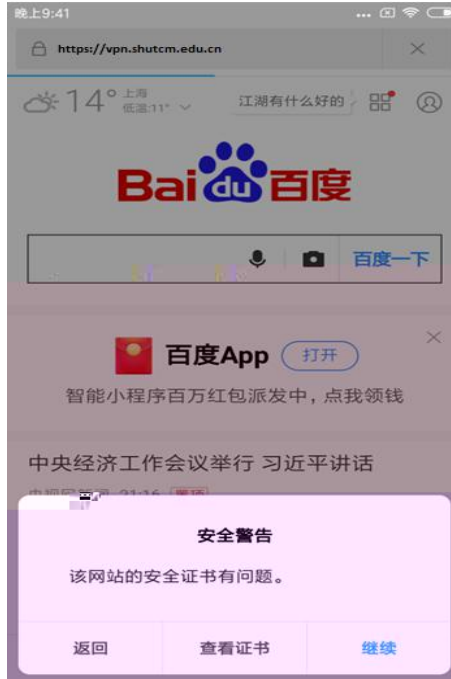 晚上9:41
https://vpn.shutcm.edu.cn
14° 上海
低温:11°
江湖有什么好的
Bai du 百度
百度一下
百度App 打开
智能小程序百万红包派发中，点我领钱
中央经济工作会议举行 习近平讲话
21:16
安全警告
该网站的安全证书有问题。
返回 查看证书 继续